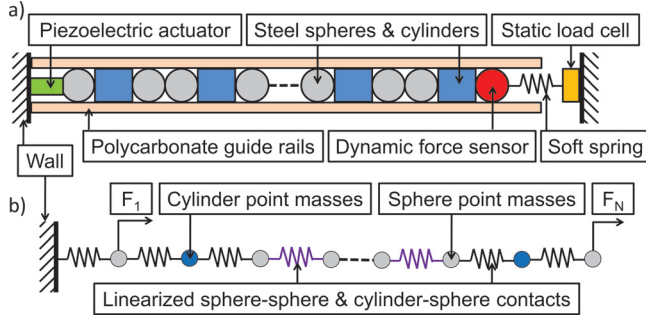 a)
Piezoelectric actuator
Steel spheres & cylinders
Static load cell
Polycarbonate guide rails
Dynamic force sensor
Soft spring
Wall
b)
F1
Cylinder point masses
Sphere point masses
FN
Linearized sphere-sphere & cylinder-sphere contacts